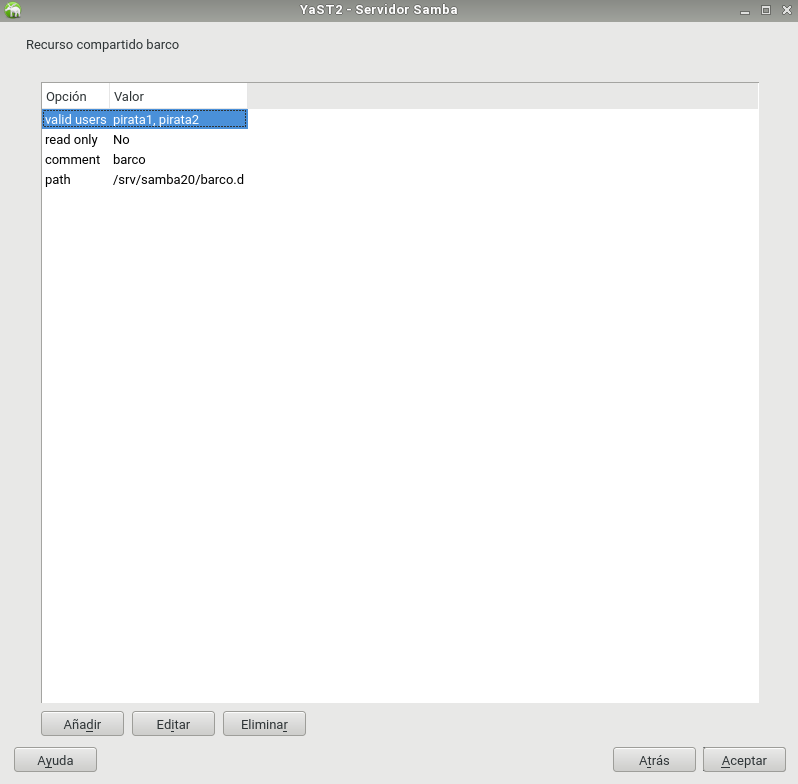 YaST2 - Servidor Samba
Recurso compartido barco
Opción Valor
valid users pirata1, pirata2
read only No
comment barco
path /srv/samba20/barco.d
Añadir Editar Eliminar
Ayuda Atrás Aceptar